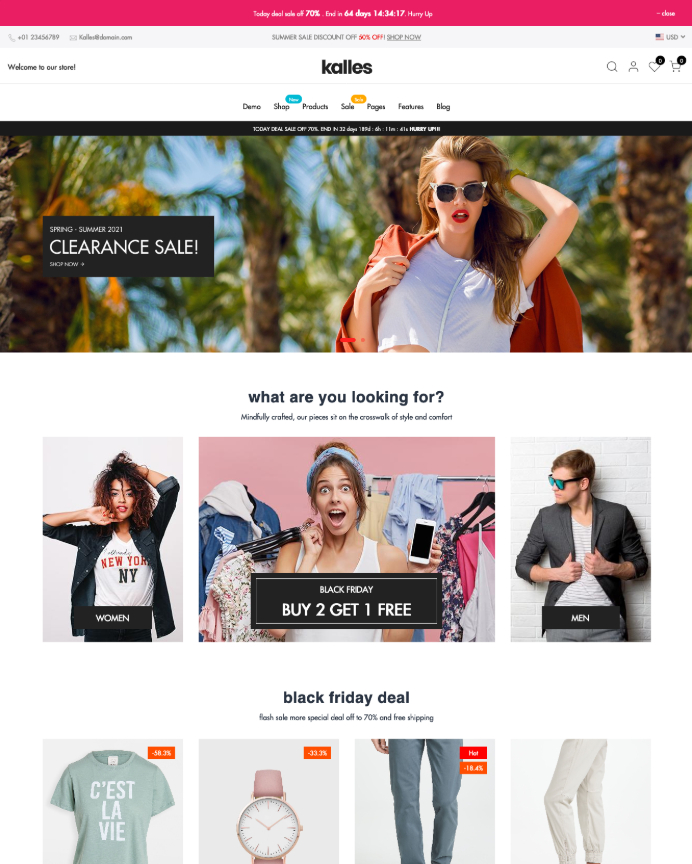 Today deal sale off 70% . End in 64 days 14:34:17. Hurry Up
close
+01 23456789
Kalles@domain.com
SUMMER SALE DISCOUNT OFF 50% OFF! SHOP NOW
USD
Welcome to our store!
kalles
0
0
New
Sale
Demo Shop Products Sale Pages Features Blog
TODAY DEAL SALE OFF 70%. END IN 32 days 189d : 6h : 11m : 41s HURRY UP!!!
SPRING - SUMMER 2021
CLEARANCE SALE!
SHOP NOW
what are you looking for?
Mindfully crafted, our pieces sit on the crosswalk of style and comfort
NEW YORK
NY
WOMEN
BLACK FRIDAY
BUY 2 GET 1 FREE
MEN
black friday deal
flash sale more special deal off to 70% and free shipping
-58.3%
C'EST
LA
VIE
-33.3%
Hot
-18.4%